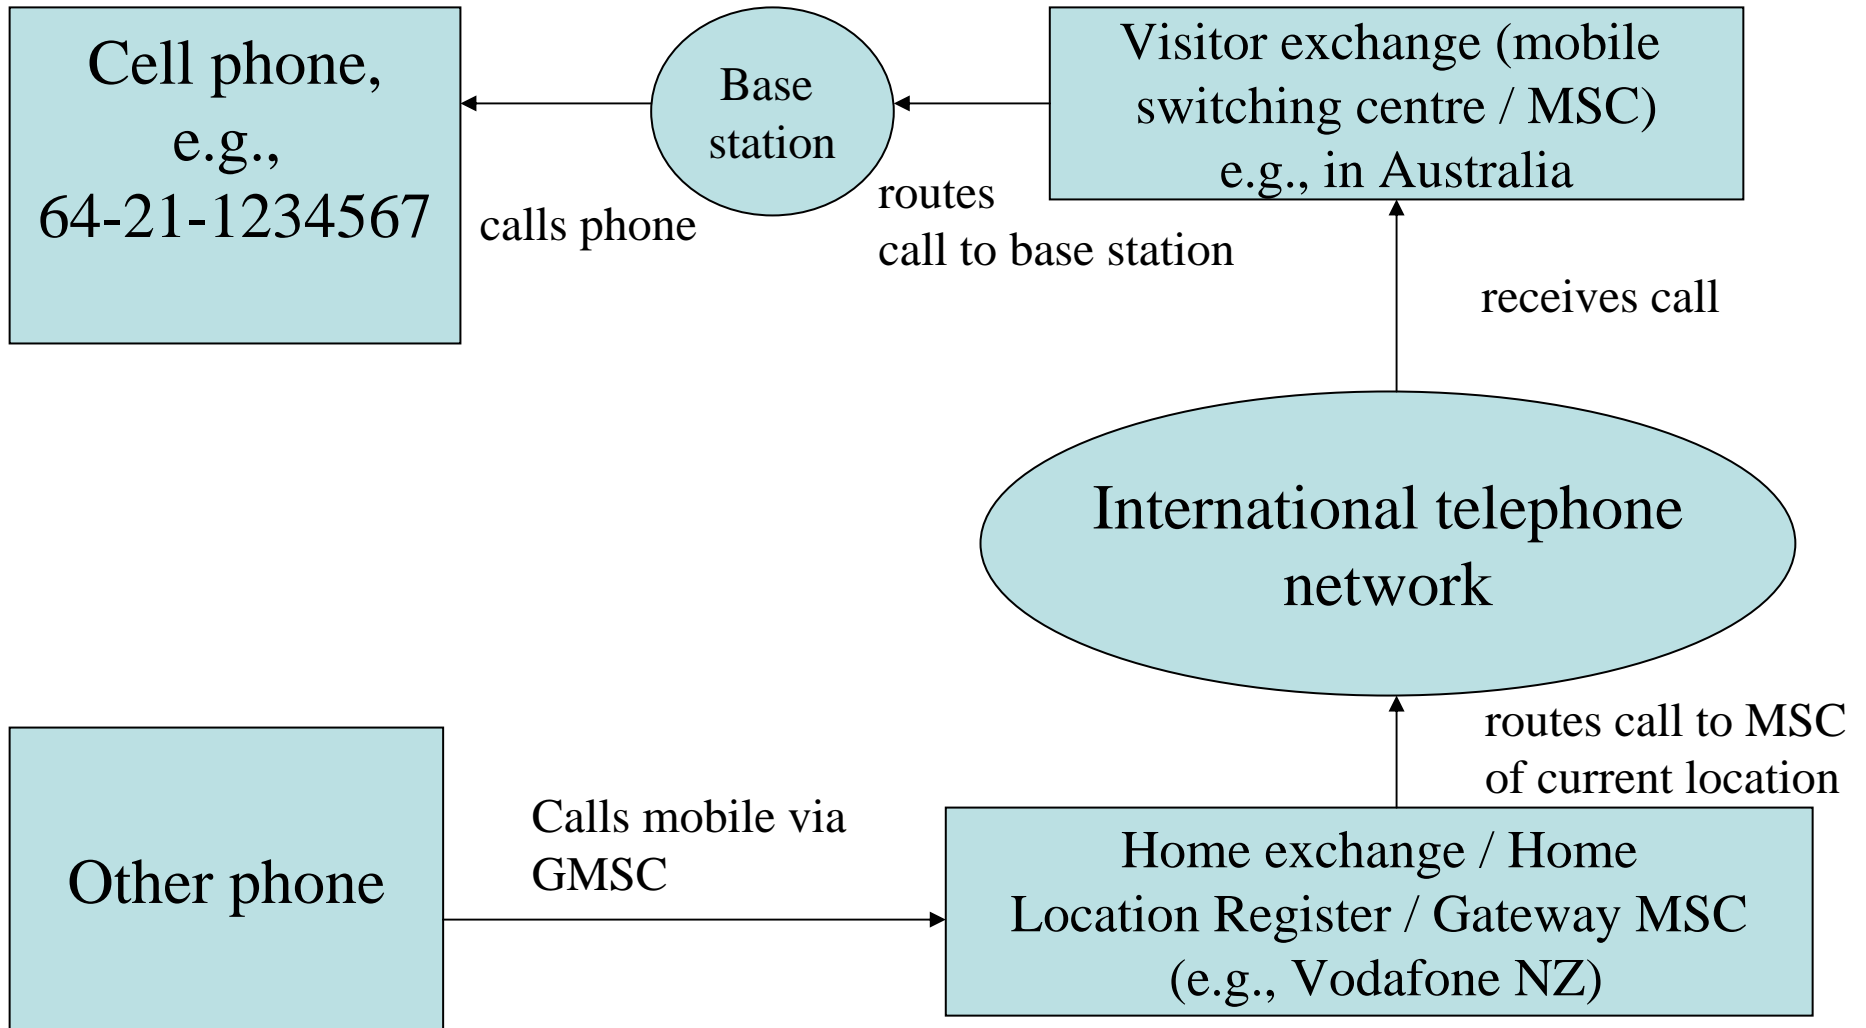 Cell phone,
e.g.,
64-21-1234567
calls phone
Base
station
routes
call to base station
Visitor exchange (mobile
switching centre / MSC)
e.g., in Australia
receives call
International telephone
network
routes call to MSC
of current location
Other phone
Calls mobile via
GMSC
Home exchange / Home
Location Register / Gateway MSC
(e.g., Vodafone NZ)